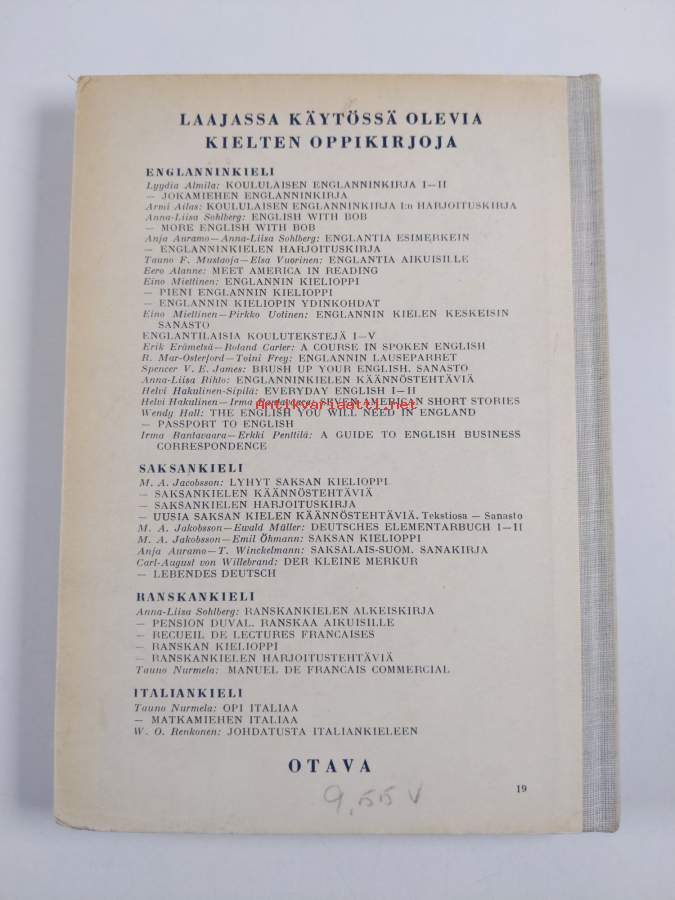 LAAJASSA KÄYTÖSSÄ OLEVIA
KIELTEN OPPIKIRJOJA
ENGLANNINKIELI
Lyydia Almila: KOULULAISEN ENGLANNINKIRJA I—II
— JOKAMIEHEN ENGLANNINKIRJA
Armi Ailas: KOULULAISEN ENGLANNINKIRJA I:n HARJOITUSKIRJA
Anna-Liisa Sohlberg: ENGLISH WITH BOB
— MORE ENGLISH WITH BOB
Anja Auramo—Anna-Liisa Sohlberg: ENGLANTIA ESIMERKEIN
— ENGLANNINKIELEN HARJOITUSKIRJA
Tauno F. Mustaoja—Elsa Vuorinen: ENGLANTIA AIKUISILLE
Eero Alanne: MEET AMERICA IN READING
Eino Miettinen: ENGLANNIN KIELIOPPI
— PIENI ENGLANNIN KIELIOPPI
— ENGLANNIN KIELIOPIN YDINKOHDAT
Eino Miettinen—Pirkko Uotinen: ENGLANNIN KIELEN KESKEISIN
SANASTO
ENGLANTILAISIA KOULUTEKSTEJÄ I—V
Erik Erämetsä—Roland Carler: A COURSE IN SPOKEN ENGLISH
R. Mar-Osterford—Toini Frey: ENGLANNIN LAUSEPARRET
Spencer V. E. James: BRUSH UP YOUR ENGLISH. SANASTO
Anna-Liisa Rihto: ENGLANNINKIELEN KÄÄNNÖSTEHTÄVIÄ
Helvi Hakulinen-Sipilä: EVERYDAY ENGLISH I—II
Helvi Hakulinen—Irma Rantavaara: SEVEN AMERICAN SHORT STORIES
Antikvariaatti.net
Wendy Hall: THE ENGLISH YOU WILL NEED IN ENGLAND
— PASSPORT TO ENGLISH
Irma Rantavaara—Erkki Penttilä: A GUIDE TO ENGLISH BUSINESS
CORRESPONDENCE
SAKSANKIELI
M. A. Jacobsson: LYHYT SAKSAN KIELIOPPI
— SAKSANKIELEN KÄÄNNÖSTEHTÄVIÄ
— SAKSANKIELEN HARJOITUSKIRJA
— UUSIA SAKSAN KIELEN KÄÄNNÖSTEHTÄVIÄ. Tekstiosa — Sanasto
M. A. Jakobsson—Ewald Müller: DEUTSCHES ELEMENTARBUCH I—II
M. A. Jakobsson—Emil Öhmann: SAKSAN KIELIOPPI
Anja Auramo—T. Winckelmann: SAKSALAIS-SUOM. SANAKIRJA
Carl-August von Willebrand: DER KLEINE MERKUR
— LEBENDES DEUTSCH
RANSKANKIELI
Anna-Liisa Sohlberg: RANSKANKIELEN ALKEISKIRJA
— PENSION DUVAL. RANSKAA AIKUISILLE
— RECUEIL DE LECTURES FRANCAISES
— RANSKAN KIELIOPPI
— RANSKANKIELEN HARJOITUSTEHTÄVIÄ
Tauno Nurmela: MANUEL DE FRANCAIS COMMERCIAL
ITALIANKIELI
Tauno Nurmela: OPI ITALIAA
— MATKAMIEHEN ITALIAA
W. O. Renkonen: JOHDATUSTA ITALIANKIELEEN
OTAVA
19
9,55 V